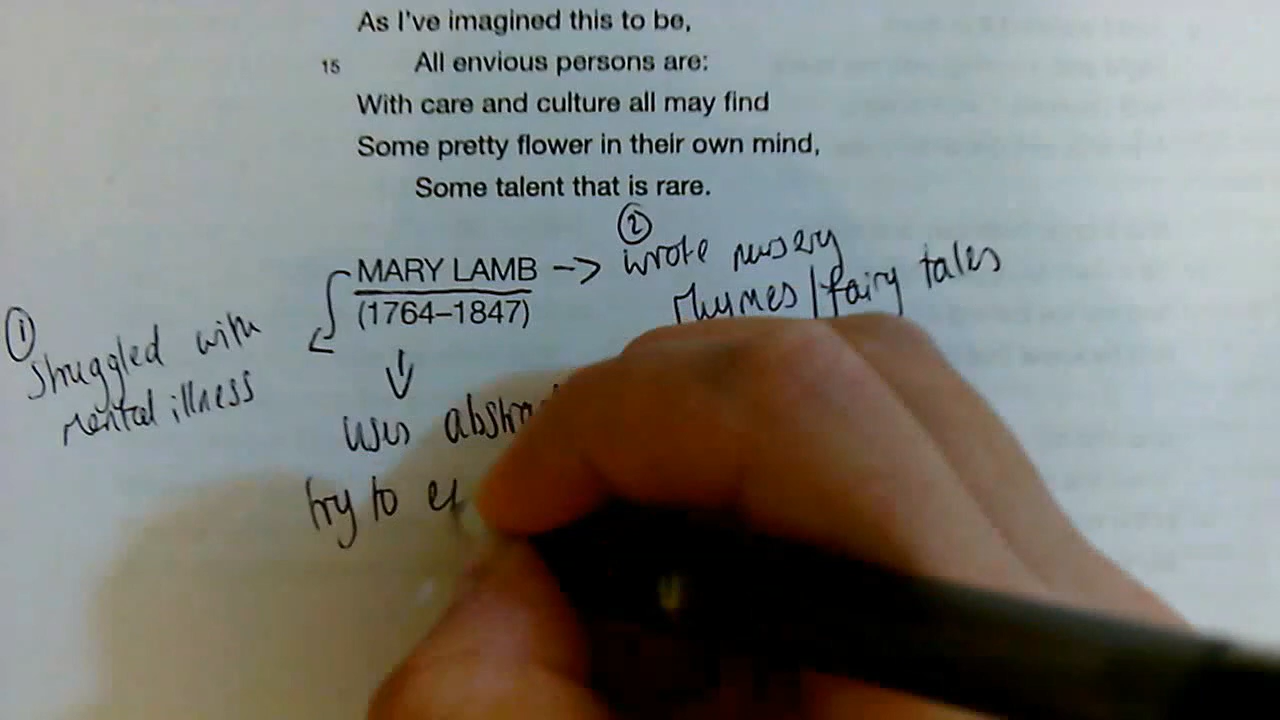 As I've imagined this to be,
15 All envious persons are:
With care and culture all may find
Some pretty flower in their own mind,
Some talent that is rare.
② wrote nursery
rhymes/fairy tales
MARY LAMB ->
(1764–1847)
① struggled with
mental illness
was
try to